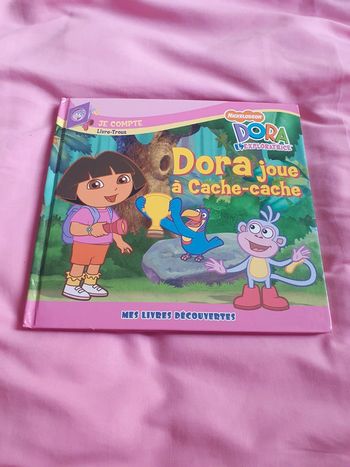 JE COMPTE
Livre-Trous
NICKELODEON
DORA
L'EXPLORATRICE
Dora joue
à Cache-cache
MES LIVRES DÉCOUVERTES